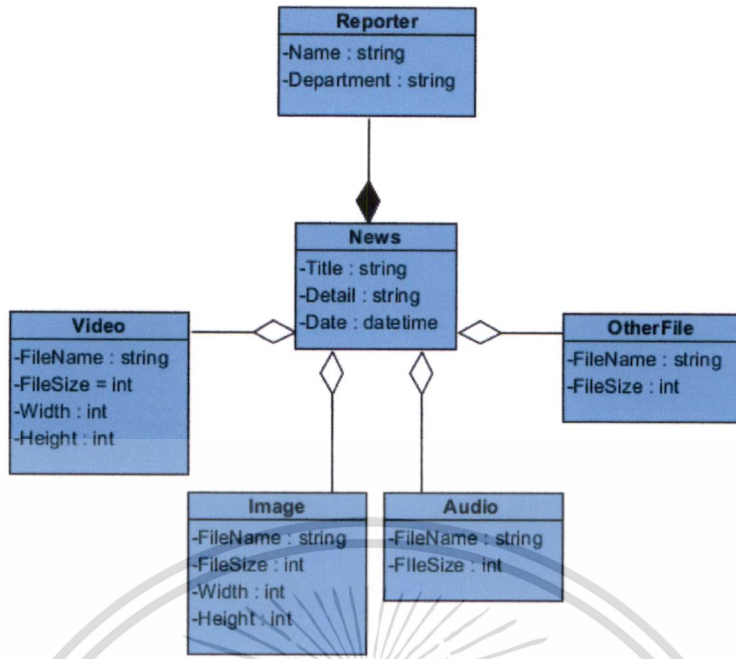 Reporter
-Name : string
-Department : string
News
-Title : string
-Detail : string
-Date : datetime
Video
-FileName : string
-FileSize = int
-Width : int
-Height : int
OtherFile
-FileName : string
-FileSize : int
Image
-FileName : string
-FileSize : int
-Width : int
-Height : int
Audio
-FileName : string
-FIleSize : int